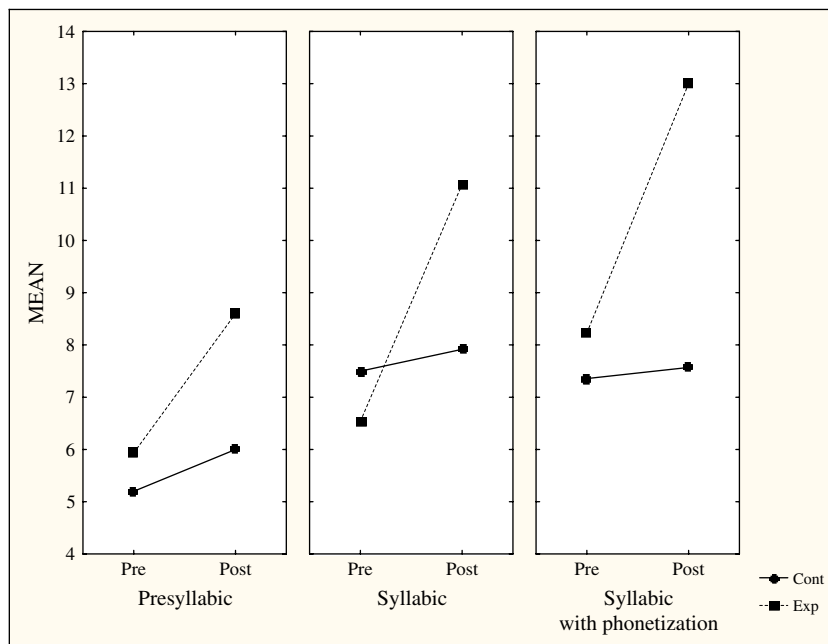 14
13
12
11
10
9
8
7
6
5
4
MEAN
Pre Post
Presyllabic
Pre Post
Syllabic
Pre Post
Syllabic
with phonetization
Cont
Exp